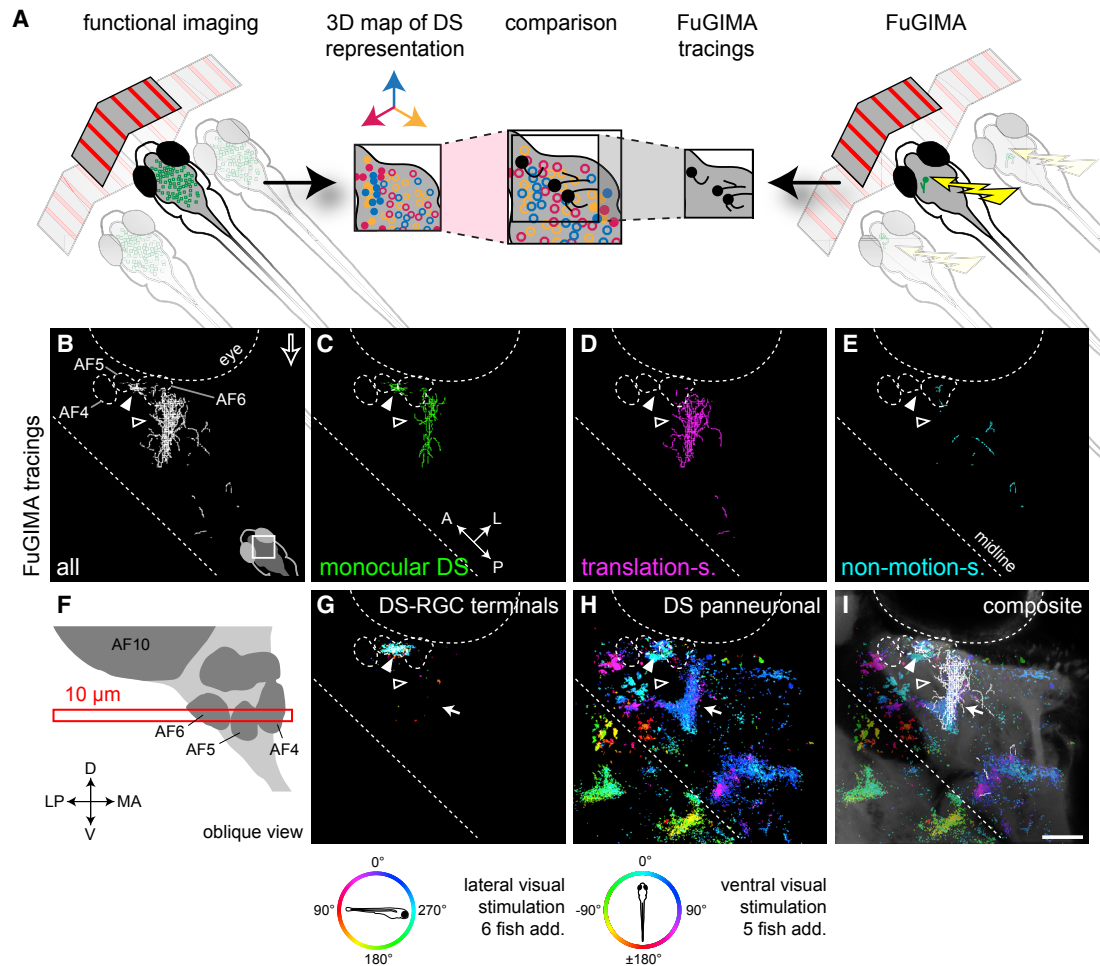 A
functional imaging
3D map of DS
representation
comparison
FuGIMA
tracings
FuGIMA
FuGIMA tracings
B
eye
AF5
AF4
AF6
all
C
A
L
P
monocular DS
D
translation-s.
E
midline
non-motion-s.
F
AF10
10 µm
AF6
AF5
AF4
D
LP
MA
V
oblique view
G
DS-RGC terminals
H
DS panneuronal
I
composite
0°
90°
270°
180°
lateral visual
stimulation
6 fish add.
0°
-90°
90°
±180°
ventral visual
stimulation
5 fish add.